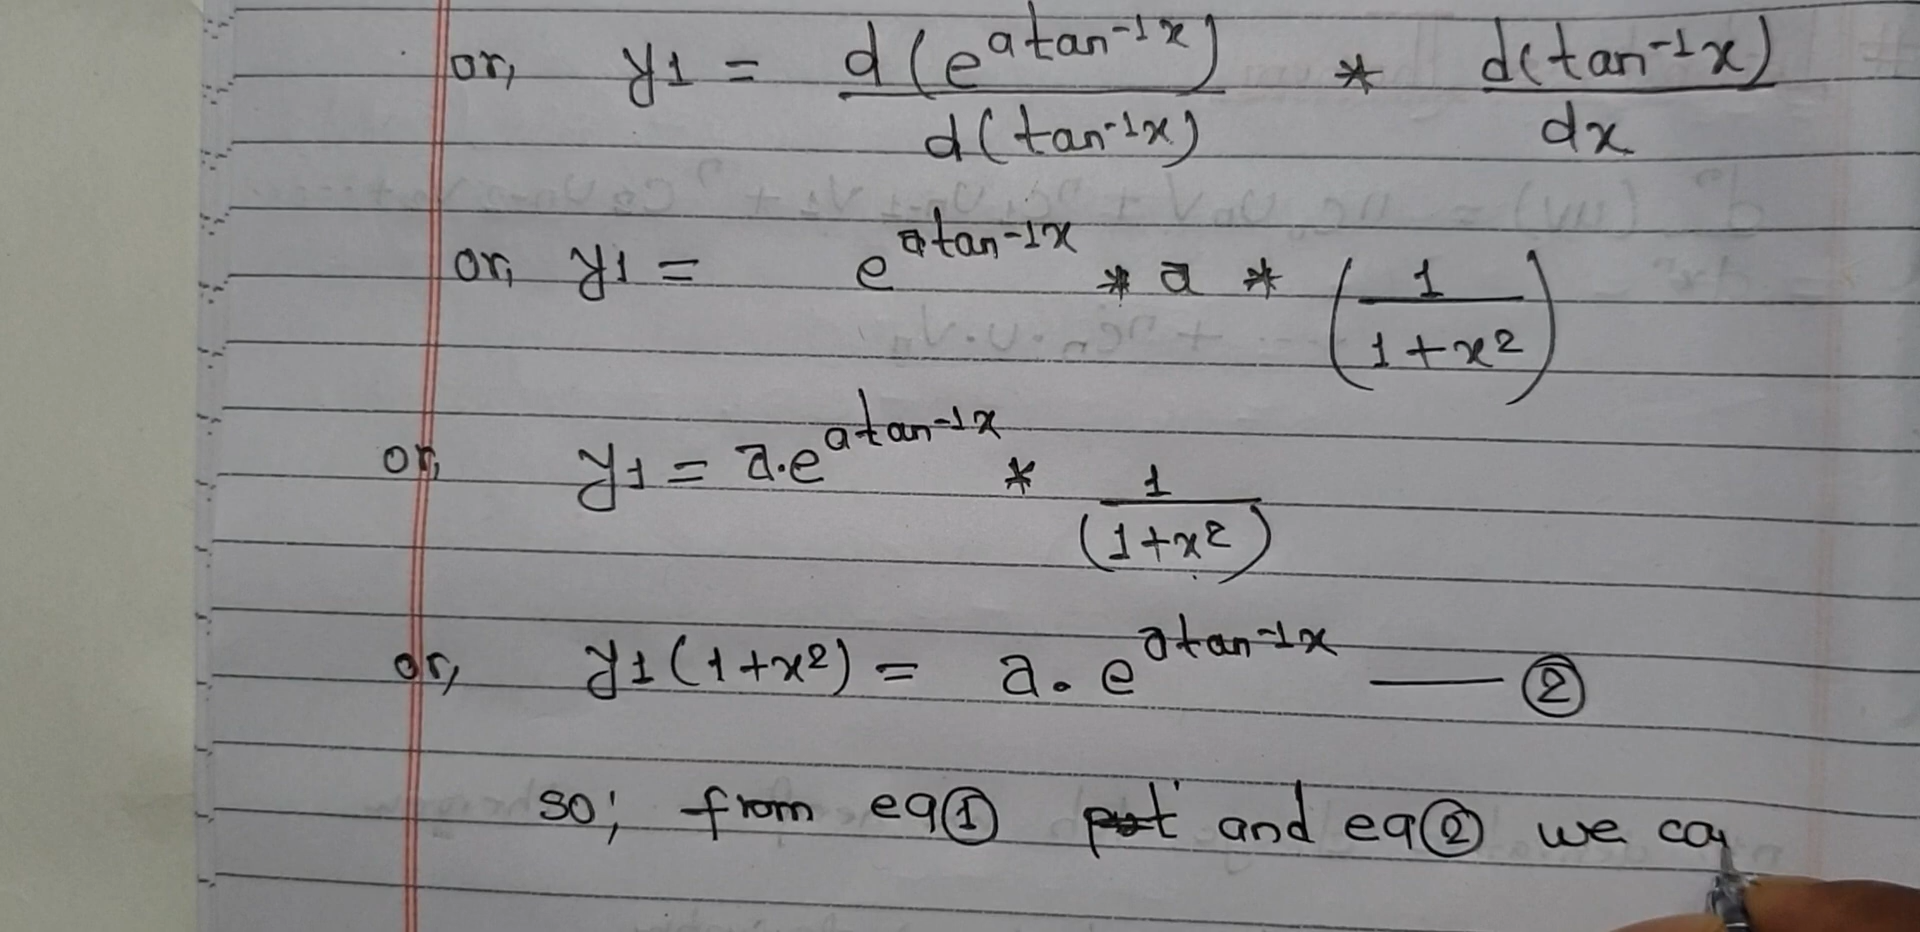 or, y1 = d(e^a tan-1x) / d(tan-1x) * d(tan-1x) / dx
or, y1 = e^a tan-1x * a * (1 / 1+x2)
or, y1 = a.e^a tan-1x * 1 / (1+x2)
or, y1(1+x2) = a. e^a tan-1x — ②
so; from eq① and eq② we